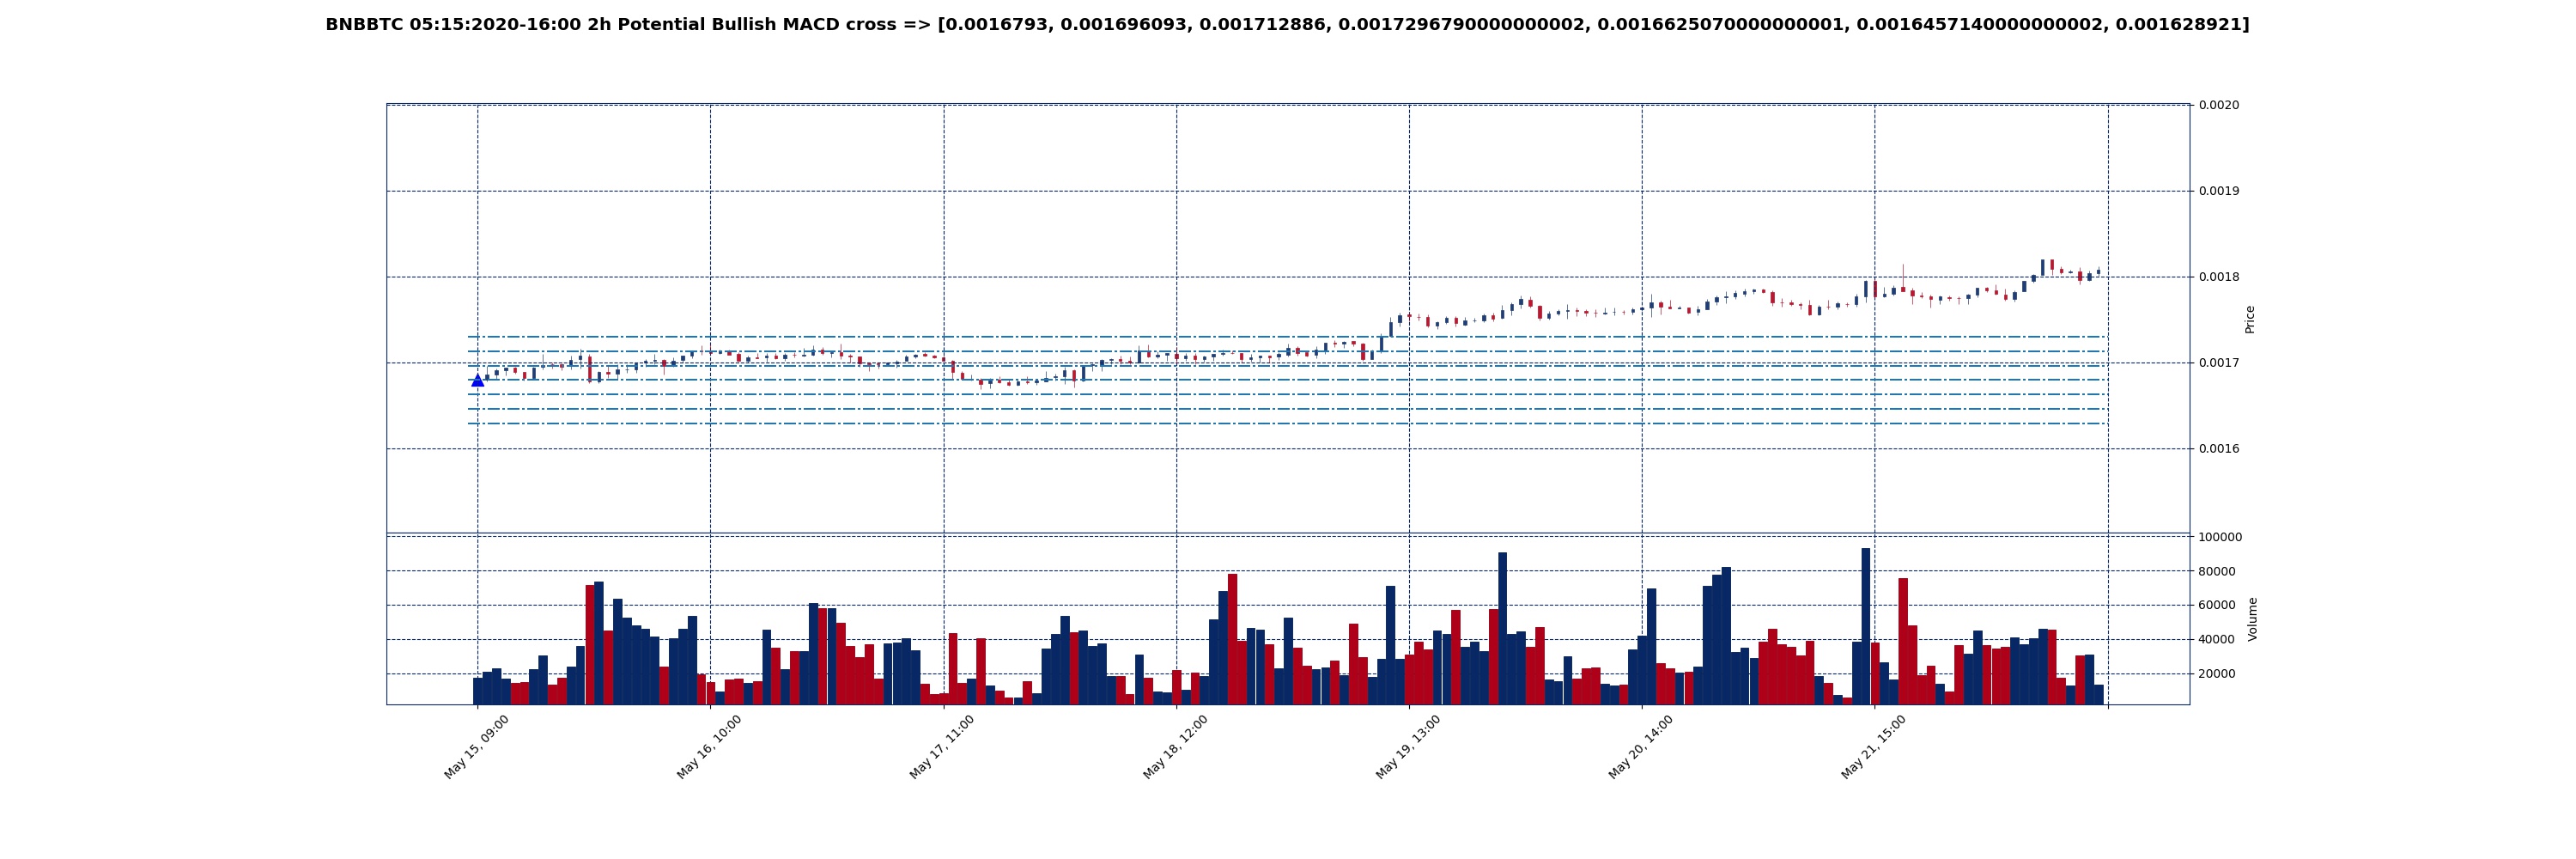 BNBBTC 05:15:2020-16:00 2h Potential Bullish MACD cross => [0.0016793, 0.001696093, 0.001712886, 0.0017296790000000002, 0.0016625070000000001, 0.0016457140000000002, 0.001628921]
0.0020
0.0019
0.0018
0.0017
0.0016
Price
100000
80000
60000
40000
20000
Volume
May 15, 09:00
May 16, 10:00
May 17, 11:00
May 18, 12:00
May 19, 13:00
May 20, 14:00
May 21, 15:00